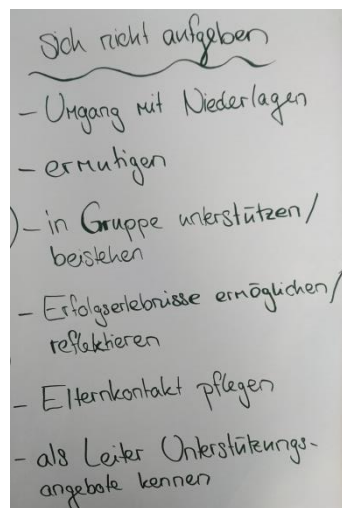 Sich nicht aufgeben
- Umgang mit Niederlagen
- ermutigen
- in Gruppe unterstützen/
beistehen
- Erfolgserlebnisse ermöglichen/
reflektieren
- Elternkontakt pflegen
- als Leiter Unterstützungs-
angebote kennen